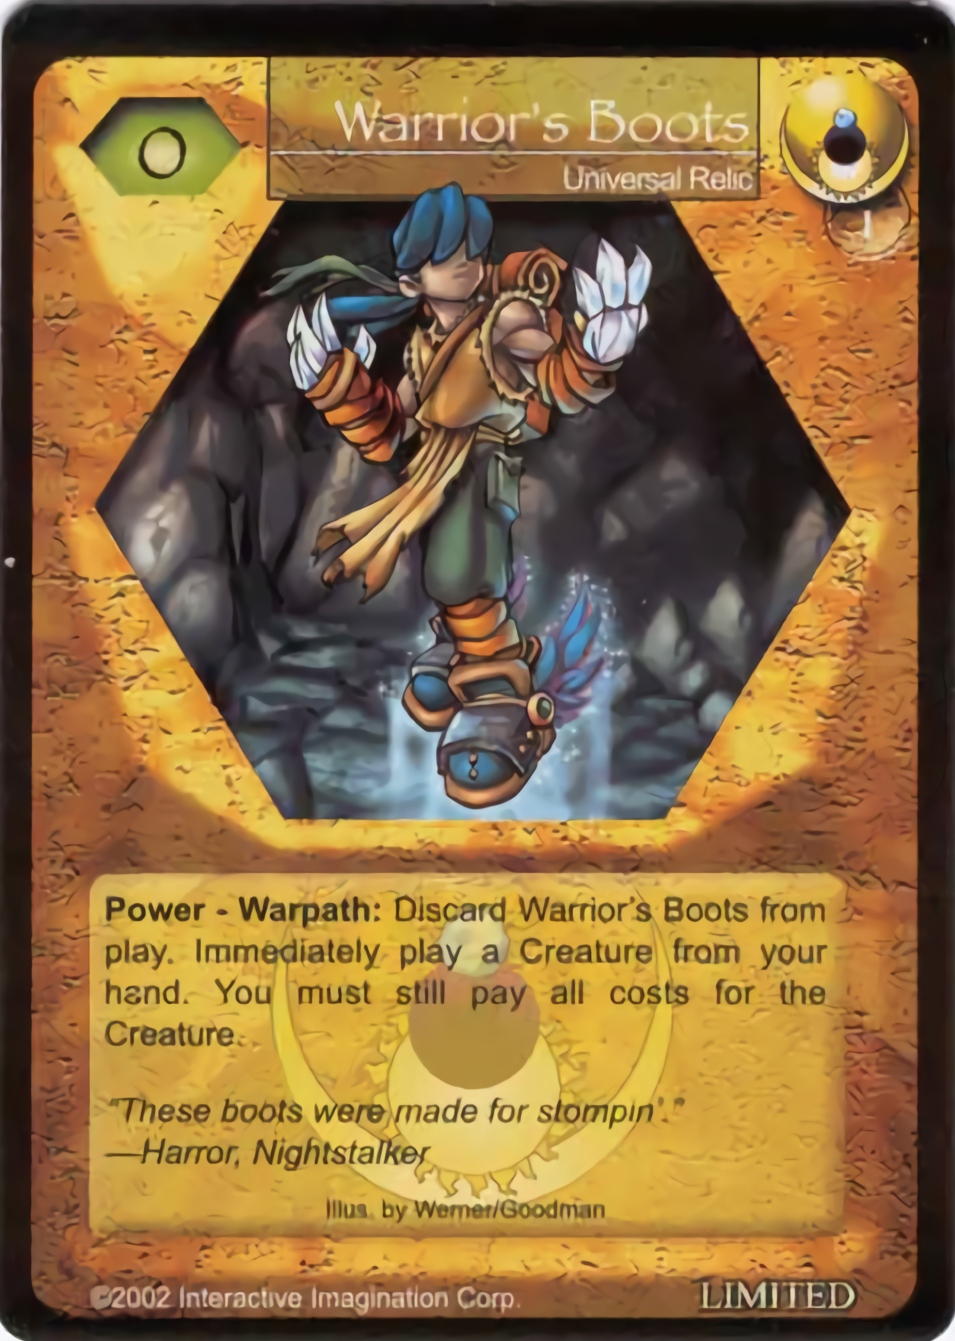 0
Warrior's Boots
Universal Relic
1
Power - Warpath: Discard Warrior's Boots from
play. Immediately play a Creature from your
hand. You must still pay all costs for the
Creature.
"These boots were made for stompin'."
—Harror, Nightstalker
Illus. by Werner/Goodman
©2002 Interactive Imagination Corp.
LIMITED